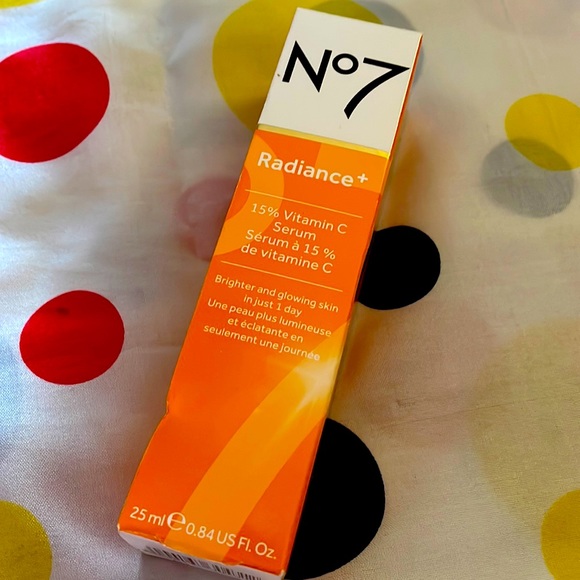 No7
Radiance+
15% Vitamin C
Serum
Sérum à 15 %
de vitamine C
Brighter and glowing skin
in just 1 day
Une peau plus lumineuse
et éclatante en
seulement une journée
25 ml ℮ 0.84 US Fl. Oz.